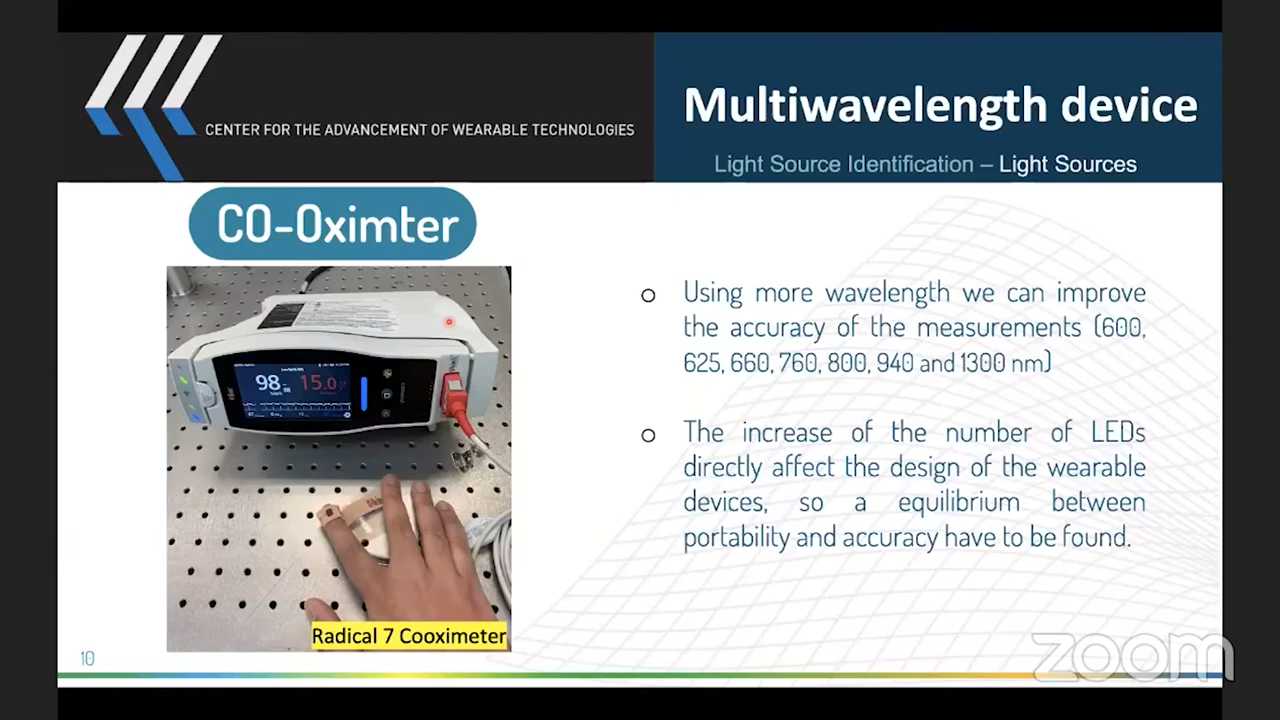 CENTER FOR THE ADVANCEMENT OF WEARABLE TECHNOLOGIES
Multiwavelength device
Light Source Identification – Light Sources
CO-Oximter
98
15.0
Using more wavelength we can improve
the accuracy of the measurements (600,
625, 660, 760, 800, 940 and 1300 nm)
The increase of the number of LEDs
directly affect the design of the wearable
devices, so a equilibrium between
portability and accuracy have to be found.
Radical 7 Cooximeter
10
zoom